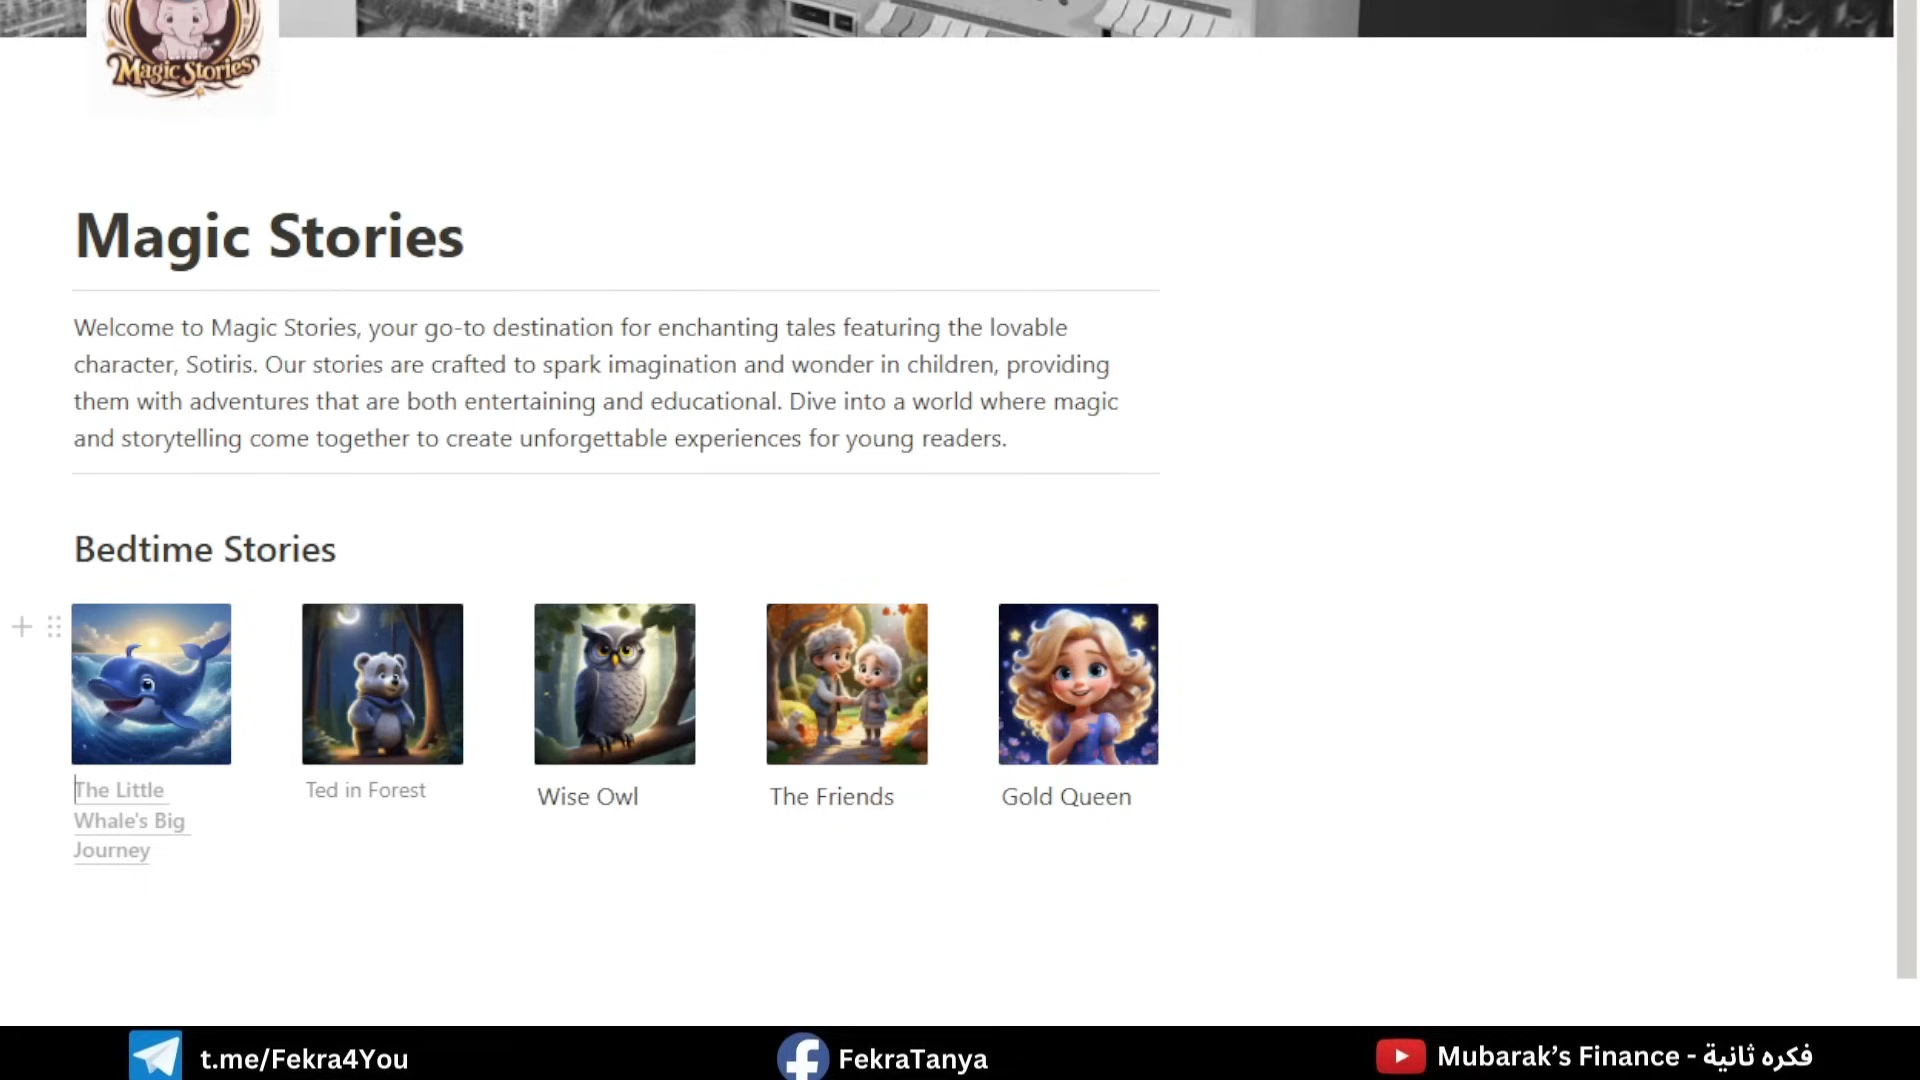 Magic Stories
Magic Stories
Welcome to Magic Stories, your go-to destination for enchanting tales featuring the lovable
character, Sotiris. Our stories are crafted to spark imagination and wonder in children, providing
them with adventures that are both entertaining and educational. Dive into a world where magic
and storytelling come together to create unforgettable experiences for young readers.
Bedtime Stories
The Little
Whale's Big
Journey
Ted in Forest
Wise Owl
The Friends
Gold Queen
t.me/Fekra4You
FekraTanya
Mubarak’s Finance - فكره ثانية